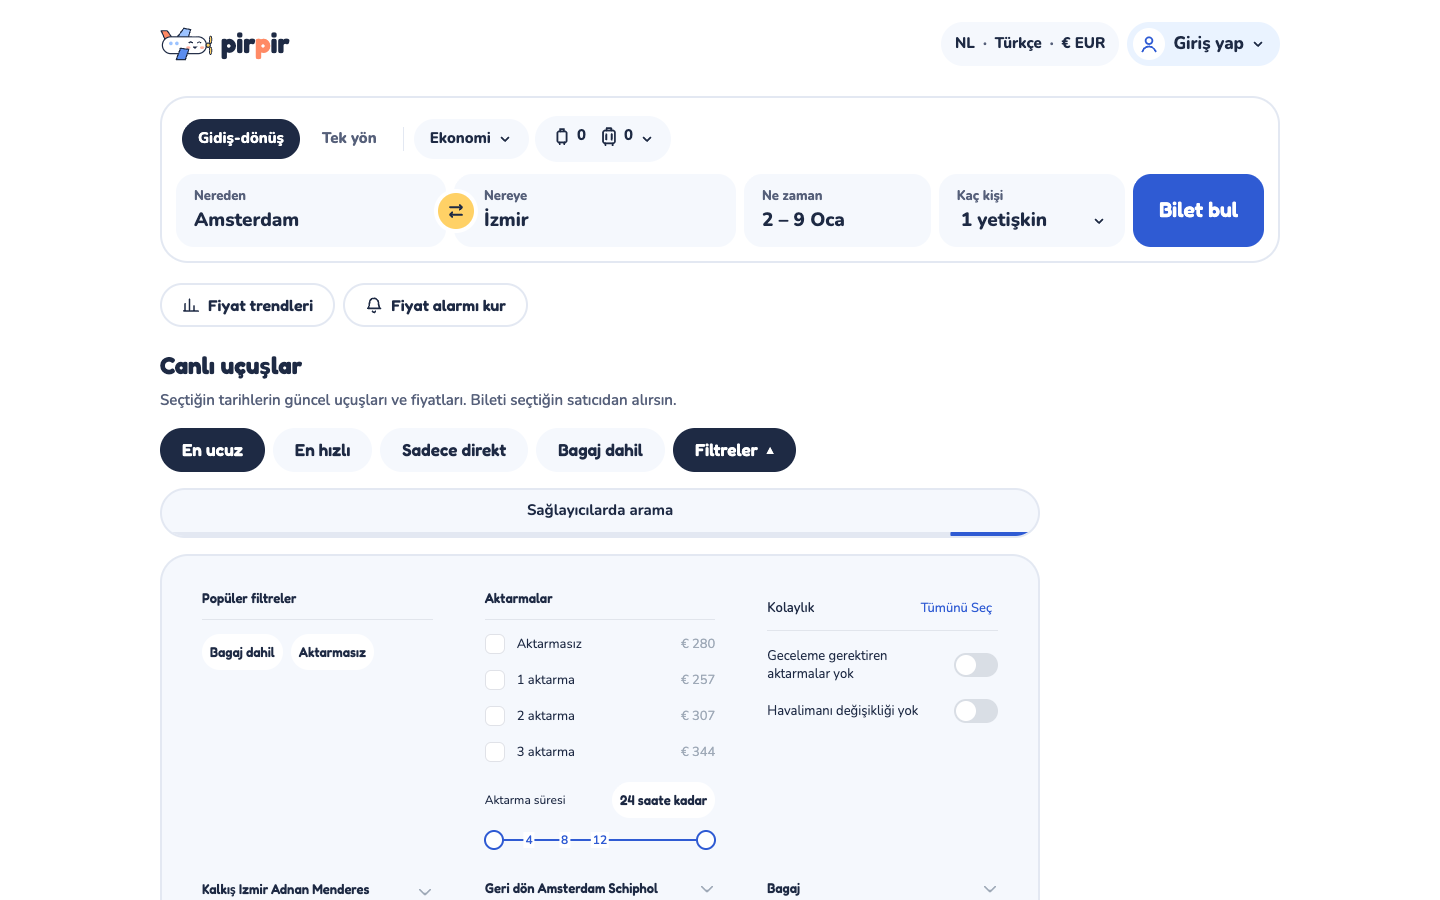 pirpir
NL · Türkçe · € EUR
Giriş yap
Gidiş-dönüş
Tek yön
Ekonomi
0
0
Nereden
Amsterdam
Nereye
İzmir
Ne zaman
2 – 9 Oca
Kaç kişi
1 yetişkin
Bilet bul
Fiyat trendleri
Fiyat alarmı kur
Canlı uçuşlar
Seçtiğin tarihlerin güncel uçuşları ve fiyatları. Bileti seçtiğin satıcıdan alırsın.
En ucuz
En hızlı
Sadece direkt
Bagaj dahil
Filtreler ▲
Sağlayıcılarda arama
Popüler filtreler
Bagaj dahil
Aktarmasız
Aktarmalar
Aktarmasız € 280
1 aktarma € 257
2 aktarma € 307
3 aktarma € 344
Aktarma süresi
24 saate kadar
4 8 12
Kolaylık
Tümünü Seç
Geceleme gerektiren
aktarmalar yok
Havalimanı değişikliği yok
Kalkış Izmir Adnan Menderes
Geri dön Amsterdam Schiphol
Bagaj